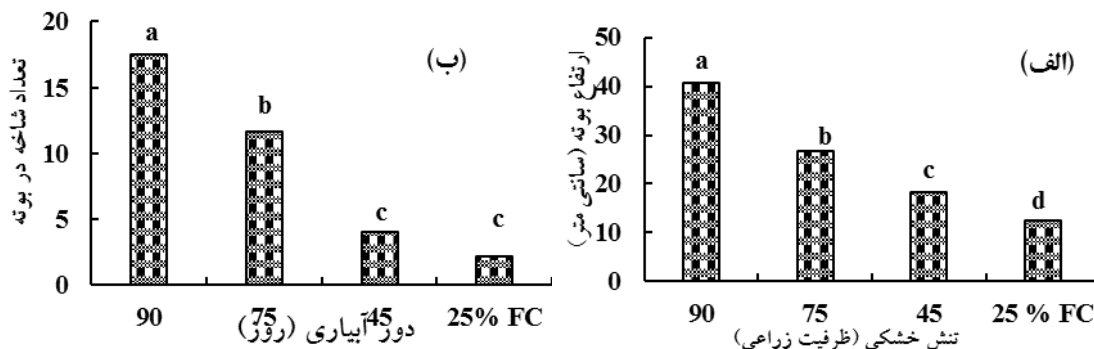 (الف)
ارتفاع بوته (سانتی متر)
50
40
30
20
10
0
a
b
c
d
90 75 45 25 % FC
تنش خشکی (ظرفیت زراعی)
(ب)
تعداد شاخه در بوته
20
15
10
5
0
a
b
c
c
90 75 45 25% FC
دور آبیاری (روز)